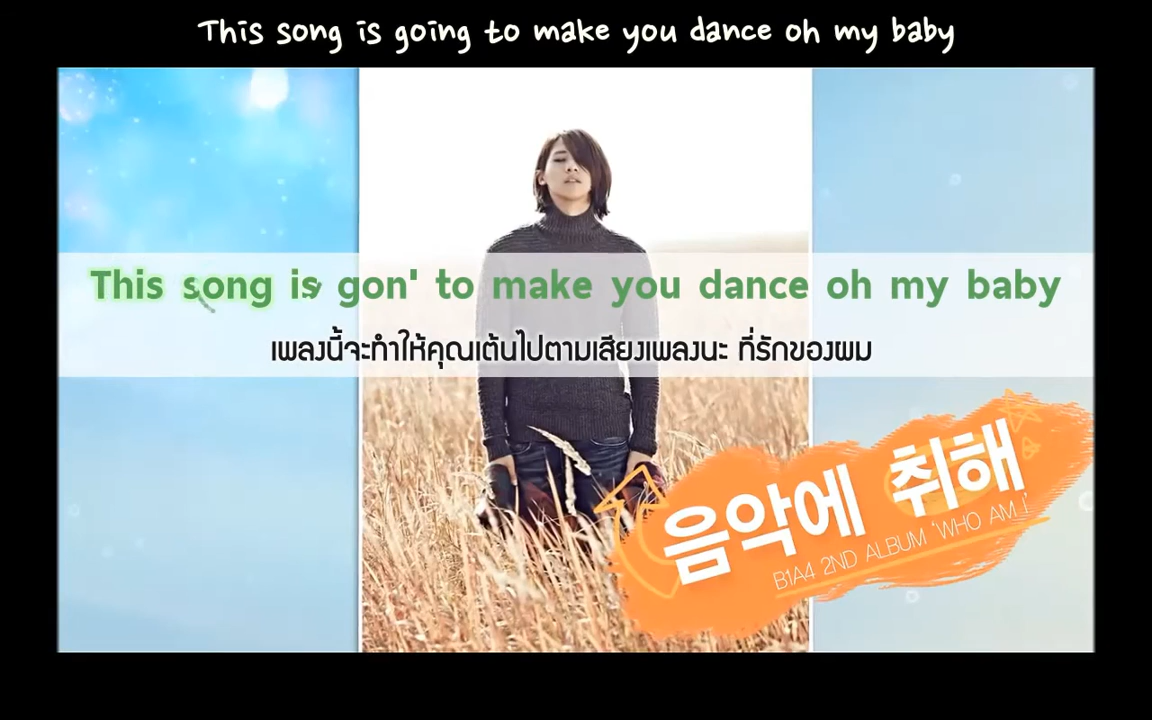 This song is going to make you dance oh my baby
This song is gon' to make you dance oh my baby
เพลงนี้จะทำให้คุณเต้นไปตามเสียงเพลงนะ ที่รักของผม
음악에 취해
B1A4 2ND ALBUM 'WHO AM I'